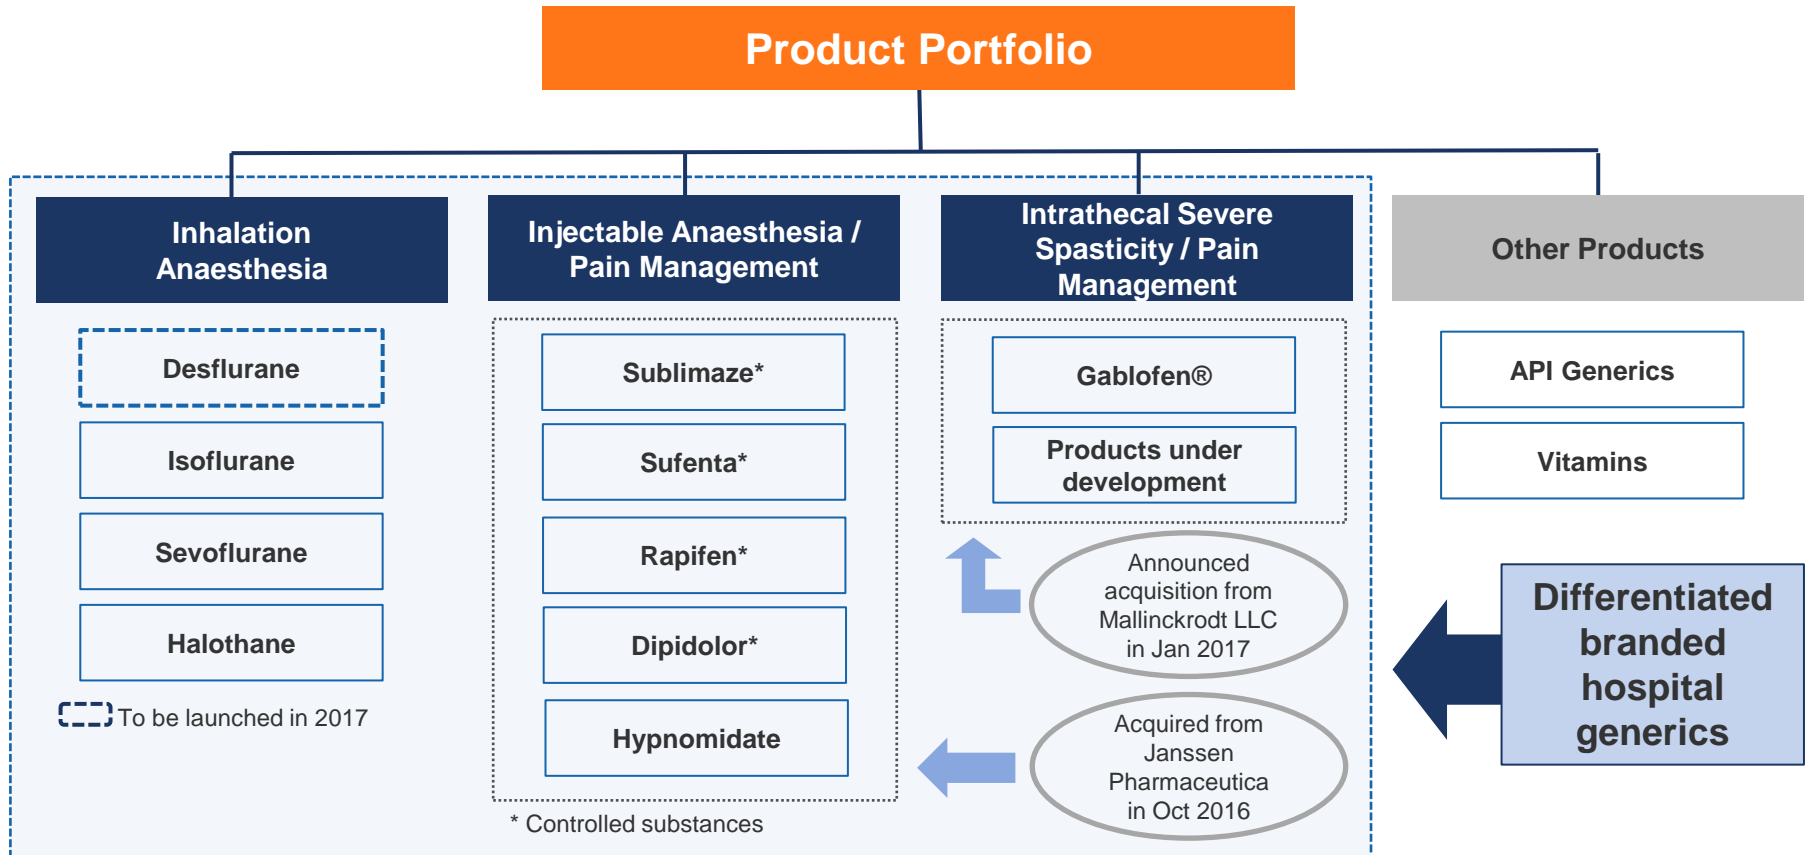 Product Portfolio
Inhalation
Anaesthesia
Desflurane
Isoflurane
Sevoflurane
Halothane
To be launched in 2017
Injectable Anaesthesia /
Pain Management
Sublimaze*
Sufenta*
Rapifen*
Dipidolor*
Hypnomidate
* Controlled substances
Intrathecal Severe
Spasticity / Pain
Management
Gablofen®
Products under
development
Announced
acquisition from
Mallinckrodt LLC
in Jan 2017
Acquired from
Janssen
Pharmaceutica
in Oct 2016
Other Products
API Generics
Vitamins
Differentiated
branded
hospital
generics